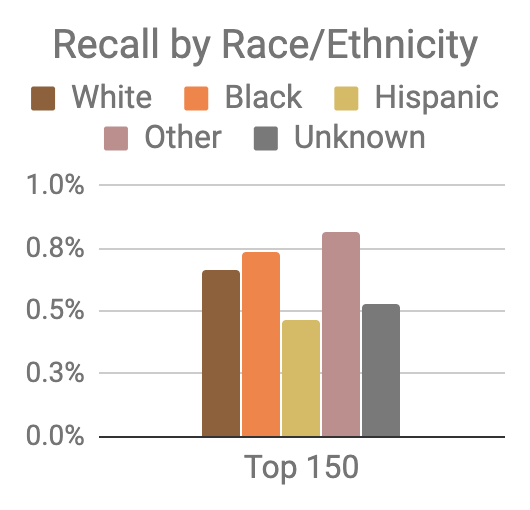 Recall by Race/Ethnicity
White Black Hispanic
Other Unknown
1.0%
0.8%
0.5%
0.3%
0.0%
Top 150